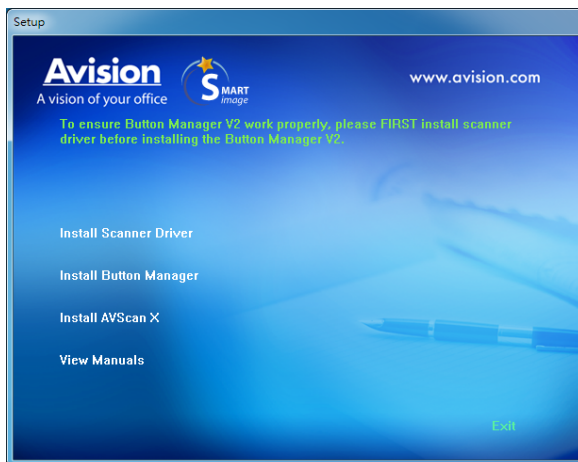 Setup
Avision
A vision of your office
SMART
image
www.avision.com
To ensure Button Manager V2 work properly, please FIRST install scanner
driver before installing the Button Manager V2.
Install Scanner Driver
Install Button Manager
Install AVScan X
View Manuals
Exit